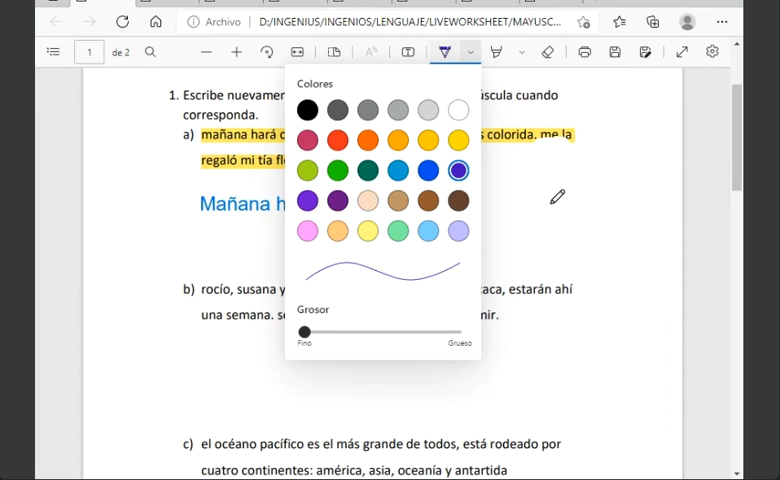 Archivo D:/INGENIUS/INGENIOS/LENGUAJE/LIVEWORKSHEET/MAYUSC...
1 de 2
Colores
1. Escribe nuevamen úscula cuando
corresponda.
a) mañana hará c s colorida. me la
regaló mi tía fl
Mañana h
b) rocío, susana y caca, estarán ahí
una semana. s mir.
Grosor
Fino Grueso
c) el océano pacífico es el más grande de todos, está rodeado por
cuatro continentes: américa, asia, oceanía y antartida